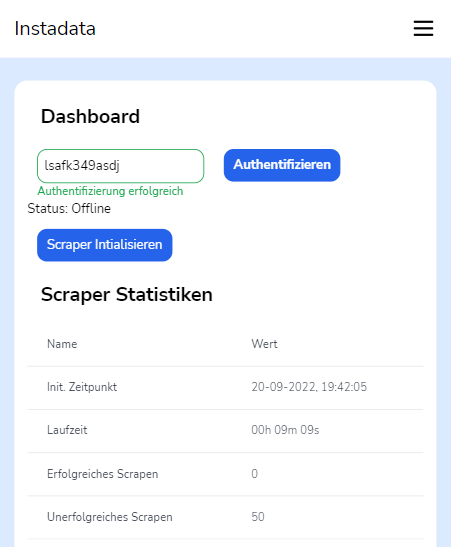 Instadata
Dashboard
lsafk349asdj Authentifizieren
Authentifizierung erfolgreich
Status: Offline
Scraper Intialisieren
Scraper Statistiken
Name Wert
Init. Zeitpunkt 20-09-2022, 19:42:05
Laufzeit 00h 09m 09s
Erfolgreiches Scrapen 0
Unerfolgreiches Scrapen 50